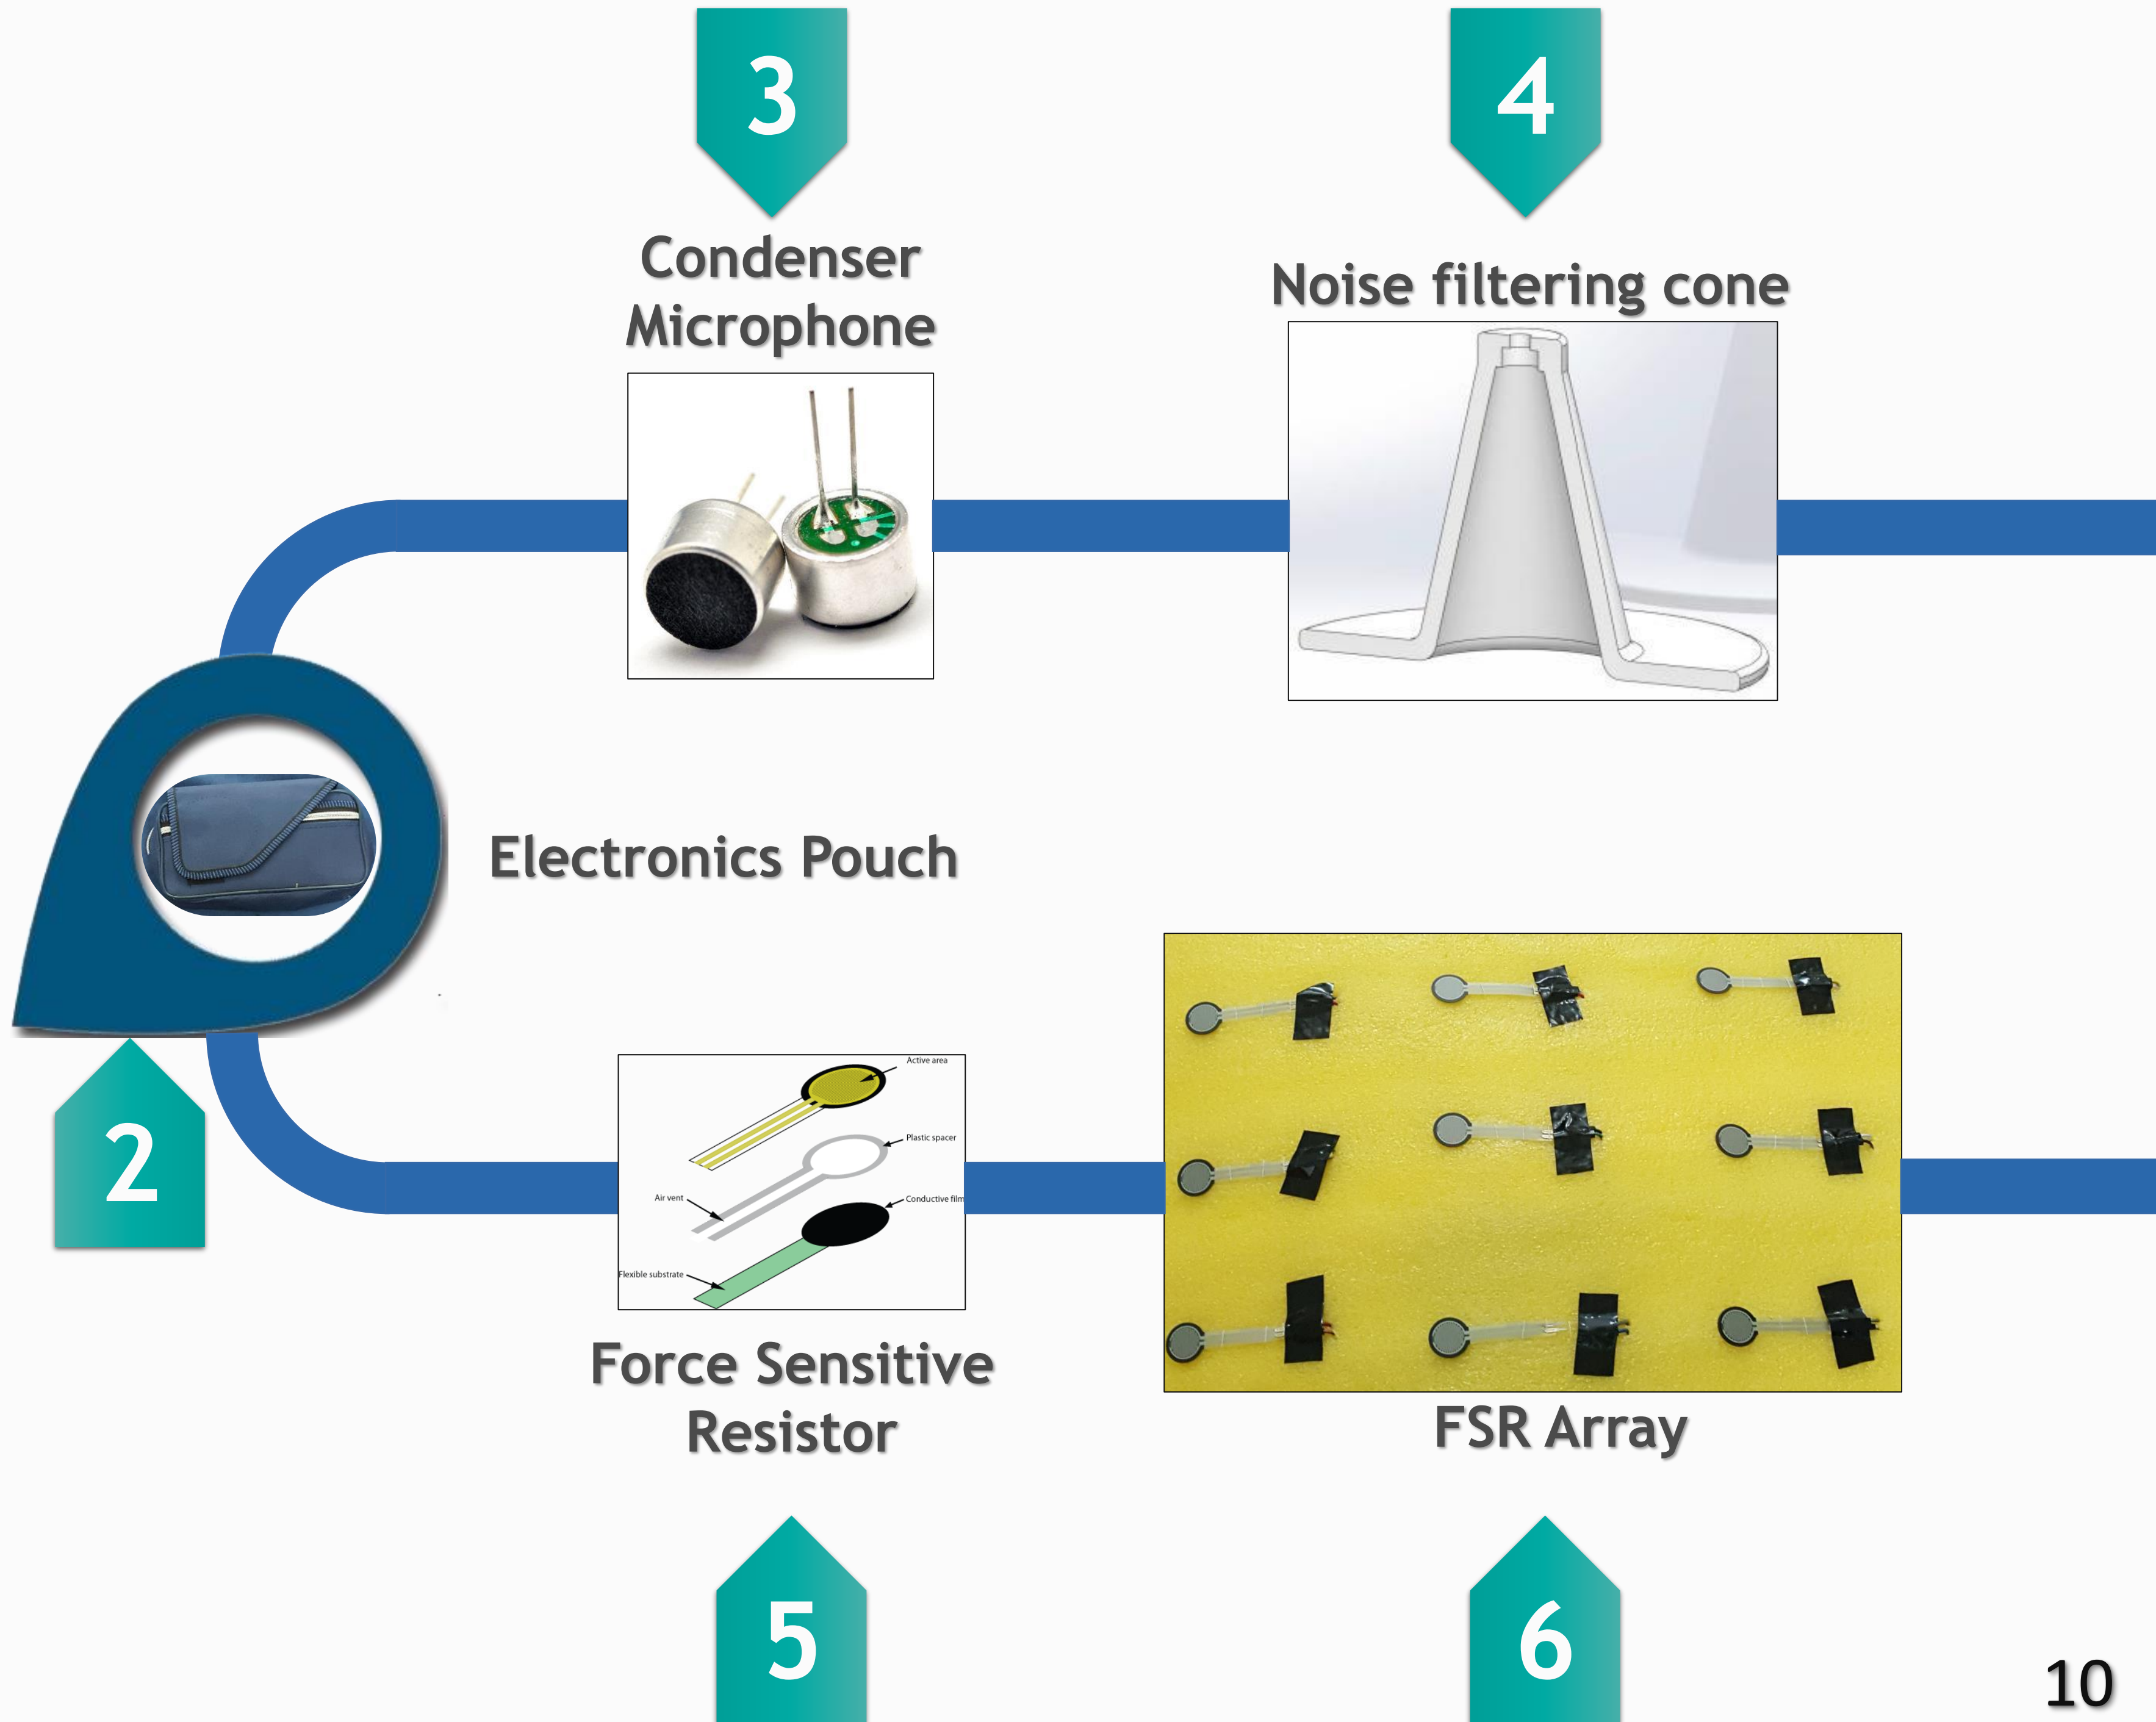 3
4
Condenser
Microphone
Noise filtering cone
Electronics Pouch
2
Active area
Plastic spacer
Air vent
Conductive film
Flexible substrate
Force Sensitive
Resistor
FSR Array
5
6
10